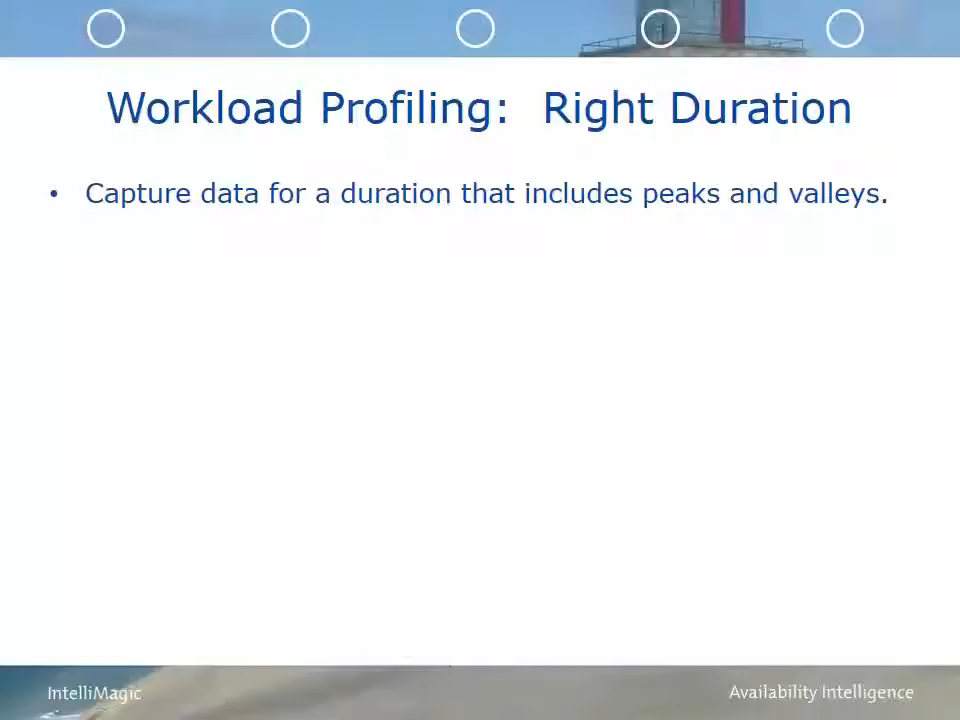 Workload Profiling:  Right Duration
• Capture data for a duration that includes peaks and valleys.
IntelliMagic
Availability Intelligence